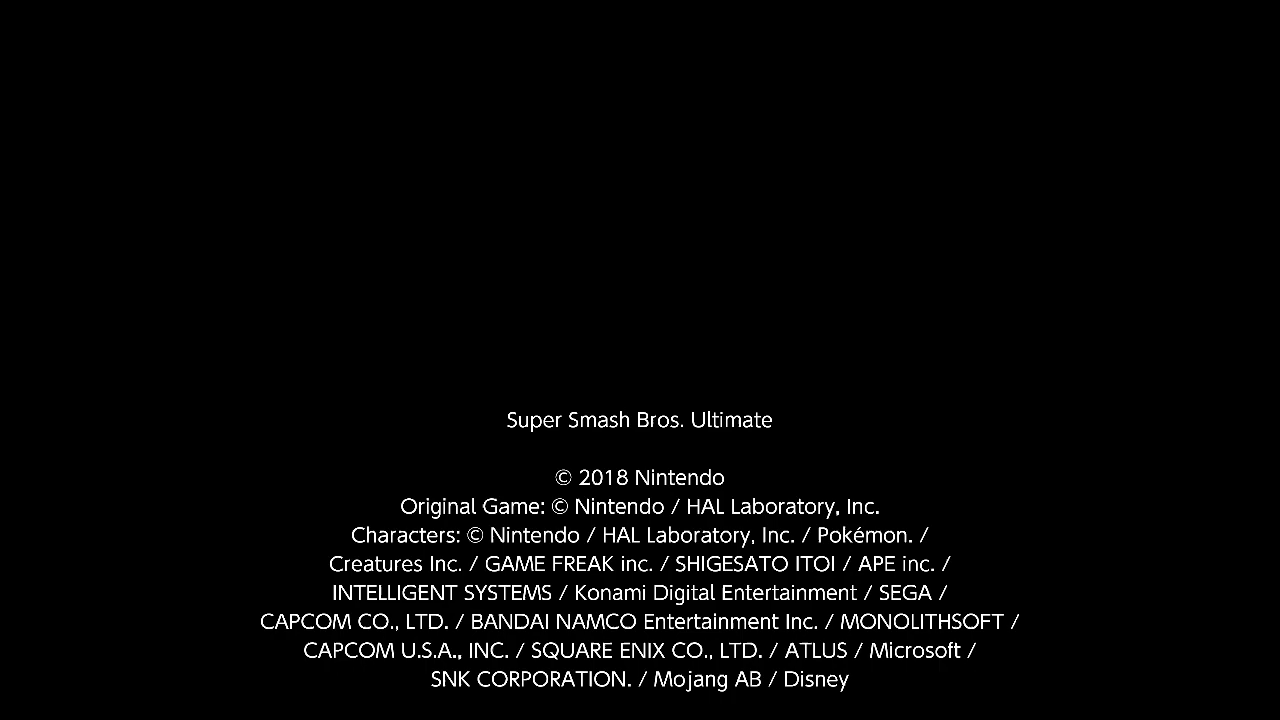 Super Smash Bros. Ultimate
© 2018 Nintendo
Original Game: © Nintendo / HAL Laboratory, Inc.
Characters: © Nintendo / HAL Laboratory, Inc. / Pokémon. /
Creatures Inc. / GAME FREAK inc. / SHIGESATO ITOI / APE inc. /
INTELLIGENT SYSTEMS / Konami Digital Entertainment / SEGA /
CAPCOM CO., LTD. / BANDAI NAMCO Entertainment Inc. / MONOLITHSOFT /
CAPCOM U.S.A., INC. / SQUARE ENIX CO., LTD. / ATLUS / Microsoft /
SNK CORPORATION. / Mojang AB / Disney